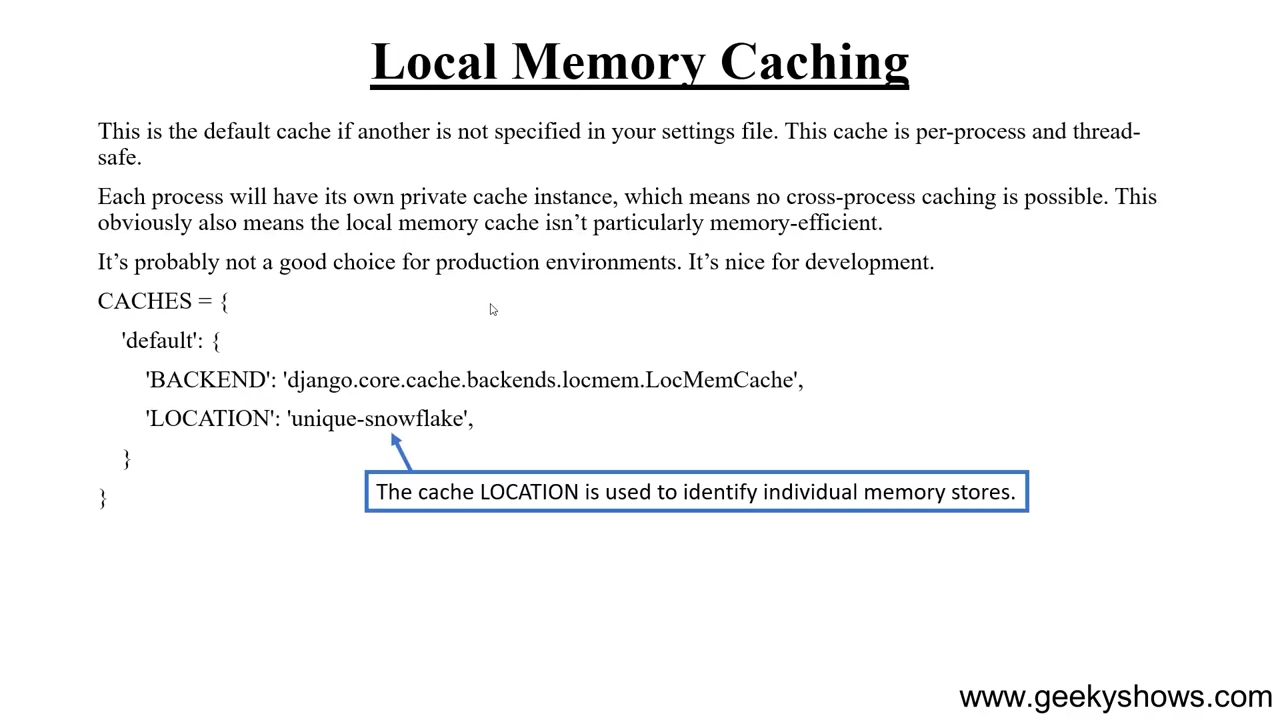 Local Memory Caching
This is the default cache if another is not specified in your settings file. This cache is per-process and thread-
safe.
Each process will have its own private cache instance, which means no cross-process caching is possible. This
obviously also means the local memory cache isn’t particularly memory-efficient.
It’s probably not a good choice for production environments. It’s nice for development.
CACHES = {
'default': {
'BACKEND': 'django.core.cache.backends.locmem.LocMemCache',
'LOCATION': 'unique-snowflake',
}
}
The cache LOCATION is used to identify individual memory stores.
www.geekyshows.com